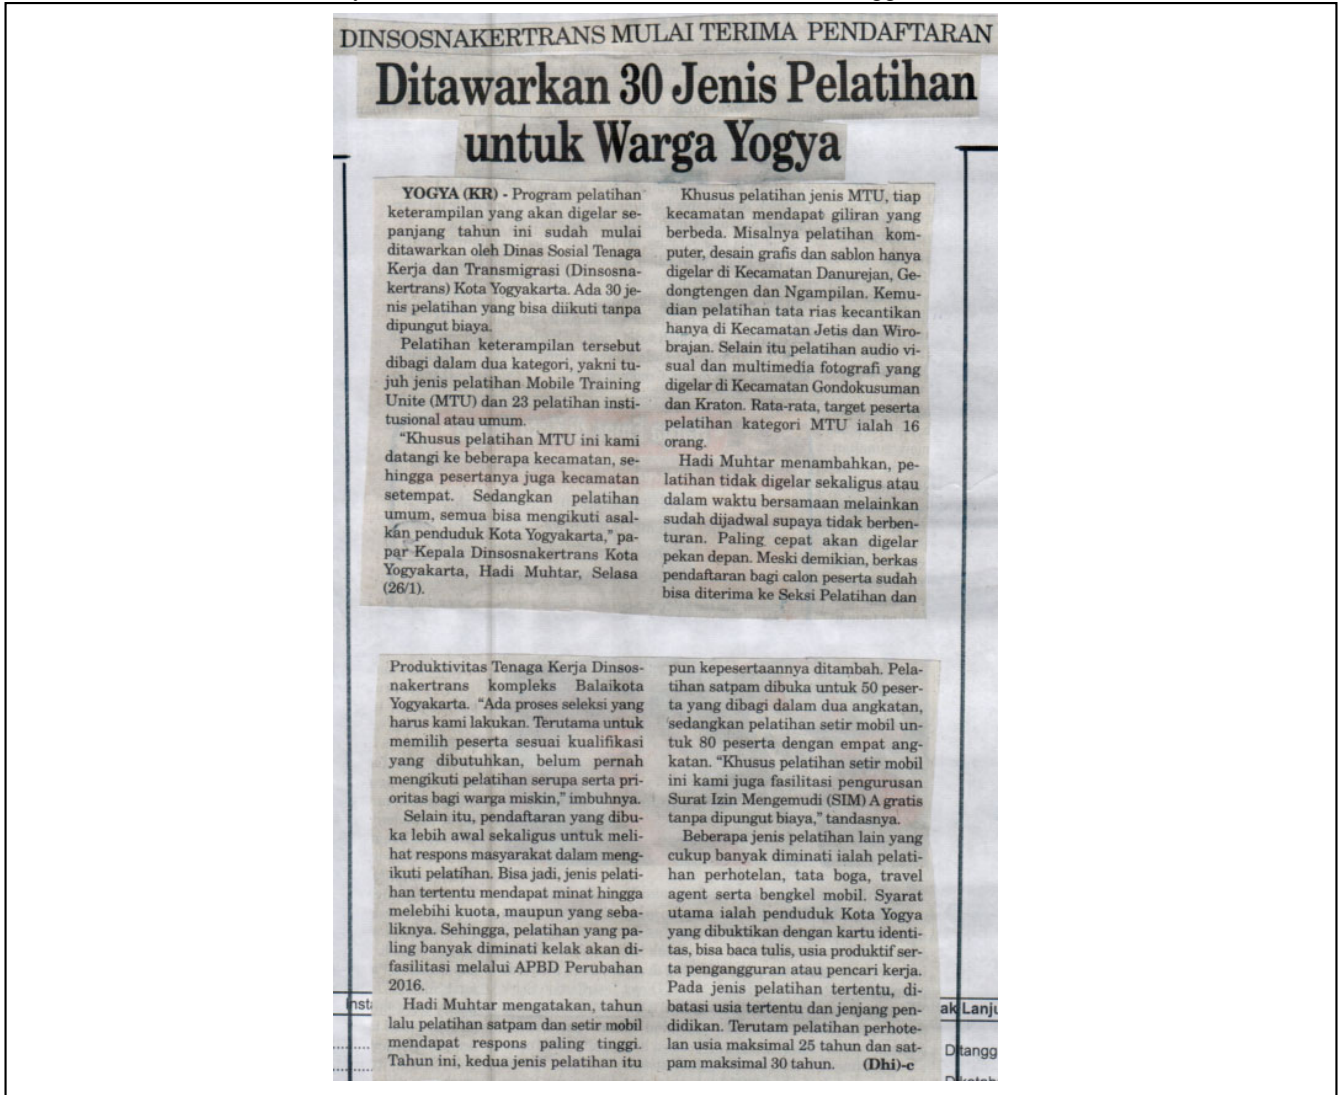 DINSOSNAKERTRANS MULAI TERIMA PENDAFTARAN
Ditawarkan 30 Jenis Pelatihan
untuk Warga Yogya
YOGYA (KR) - Program pelatihan
keterampilan yang akan digelar se-
panjang tahun ini sudah mulai
ditawarkan oleh Dinas Sosial Tenaga
Kerja dan Transmigrasi (Dinsosna-
kertrans) Kota Yogyakarta. Ada 30 je-
nis pelatihan yang bisa diikuti tanpa
dipungut biaya.
Pelatihan keterampilan tersebut
dibagi dalam dua kategori, yakni tu-
juh jenis pelatihan Mobile Training
Unite (MTU) dan 23 pelatihan insti-
tusional atau umum.
“Khusus pelatihan MTU ini kami
datangi ke beberapa kecamatan, se-
hingga pesertanya juga kecamatan
setempat. Sedangkan pelatihan
umum, semua bisa mengikuti asal-
kan penduduk Kota Yogyakarta,” pa-
par Kepala Dinsosnakertrans Kota
Yogyakarta, Hadi Muhtar, Selasa
(26/1).
Khusus pelatihan jenis MTU, tiap
kecamatan mendapat giliran yang
berbeda. Misalnya pelatihan kom-
puter, desain grafis dan sablon hanya
digelar di Kecamatan Danurejan, Ge-
dongtengen dan Ngampilan. Kemu-
dian pelatihan tata rias kecantikan
hanya di Kecamatan Jetis dan Wiro-
brajan. Selain itu pelatihan audio vi-
sual dan multimedia fotografi yang
digelar di Kecamatan Gondokusuman
dan Kraton. Rata-rata, target peserta
pelatihan kategori MTU ialah 16
orang.
Hadi Muhtar menambahkan, pe-
latihan tidak digelar sekaligus atau
dalam waktu bersamaan melainkan
sudah dijadwal supaya tidak berben-
turan. Paling cepat akan digelar
pekan depan. Meski demikian, berkas
pendaftaran bagi calon peserta sudah
bisa diterima ke Seksi Pelatihan dan
Produktivitas Tenaga Kerja Dinsos-
nakertrans kompleks Balaikota
Yogyakarta. “Ada proses seleksi yang
harus kami lakukan. Terutama untuk
memilih peserta sesuai kualifikasi
yang dibutuhkan, belum pernah
mengikuti pelatihan serupa serta pri-
oritas bagi warga miskin,” imbuhnya.
Selain itu, pendaftaran yang dibu-
ka lebih awal sekaligus untuk meli-
hat respons masyarakat dalam meng-
ikuti pelatihan. Bisa jadi, jenis pelati-
han tertentu mendapat minat hingga
melebihi kuota, maupun yang seba-
liknya. Sehingga, pelatihan yang pa-
ling banyak diminati kelak akan di-
fasilitasi melalui APBD Perubahan
2016.
Hadi Muhtar mengatakan, tahun
lalu pelatihan satpam dan setir mobil
mendapat respons paling tinggi.
Tahun ini, kedua jenis pelatihan itu
pun kepesertaannya ditambah. Pela-
tihan satpam dibuka untuk 50 peser-
ta yang dibagi dalam dua angkatan,
sedangkan pelatihan setir mobil un-
tuk 80 peserta dengan empat ang-
katan. “Khusus pelatihan setir mobil
ini kami juga fasilitasi pengurusan
Surat Izin Mengemudi (SIM) A gratis
tanpa dipungut biaya,” tandasnya.
Beberapa jenis pelatihan lain yang
cukup banyak diminati ialah pelati-
han perhotelan, tata boga, travel
agent serta bengkel mobil. Syarat
utama ialah penduduk Kota Yogya
yang dibuktikan dengan kartu identi-
tas, bisa baca tulis, usia produktif ser-
ta pengangguran atau pencari kerja.
Pada jenis pelatihan tertentu, di-
batasi usia tertentu dan jenjang pen-
didikan. Terutam pelatihan perhote-
lan usia maksimal 25 tahun dan sat-
pam maksimal 30 tahun. (Dhi)-c
Inst
ak Lanju
Ditangg